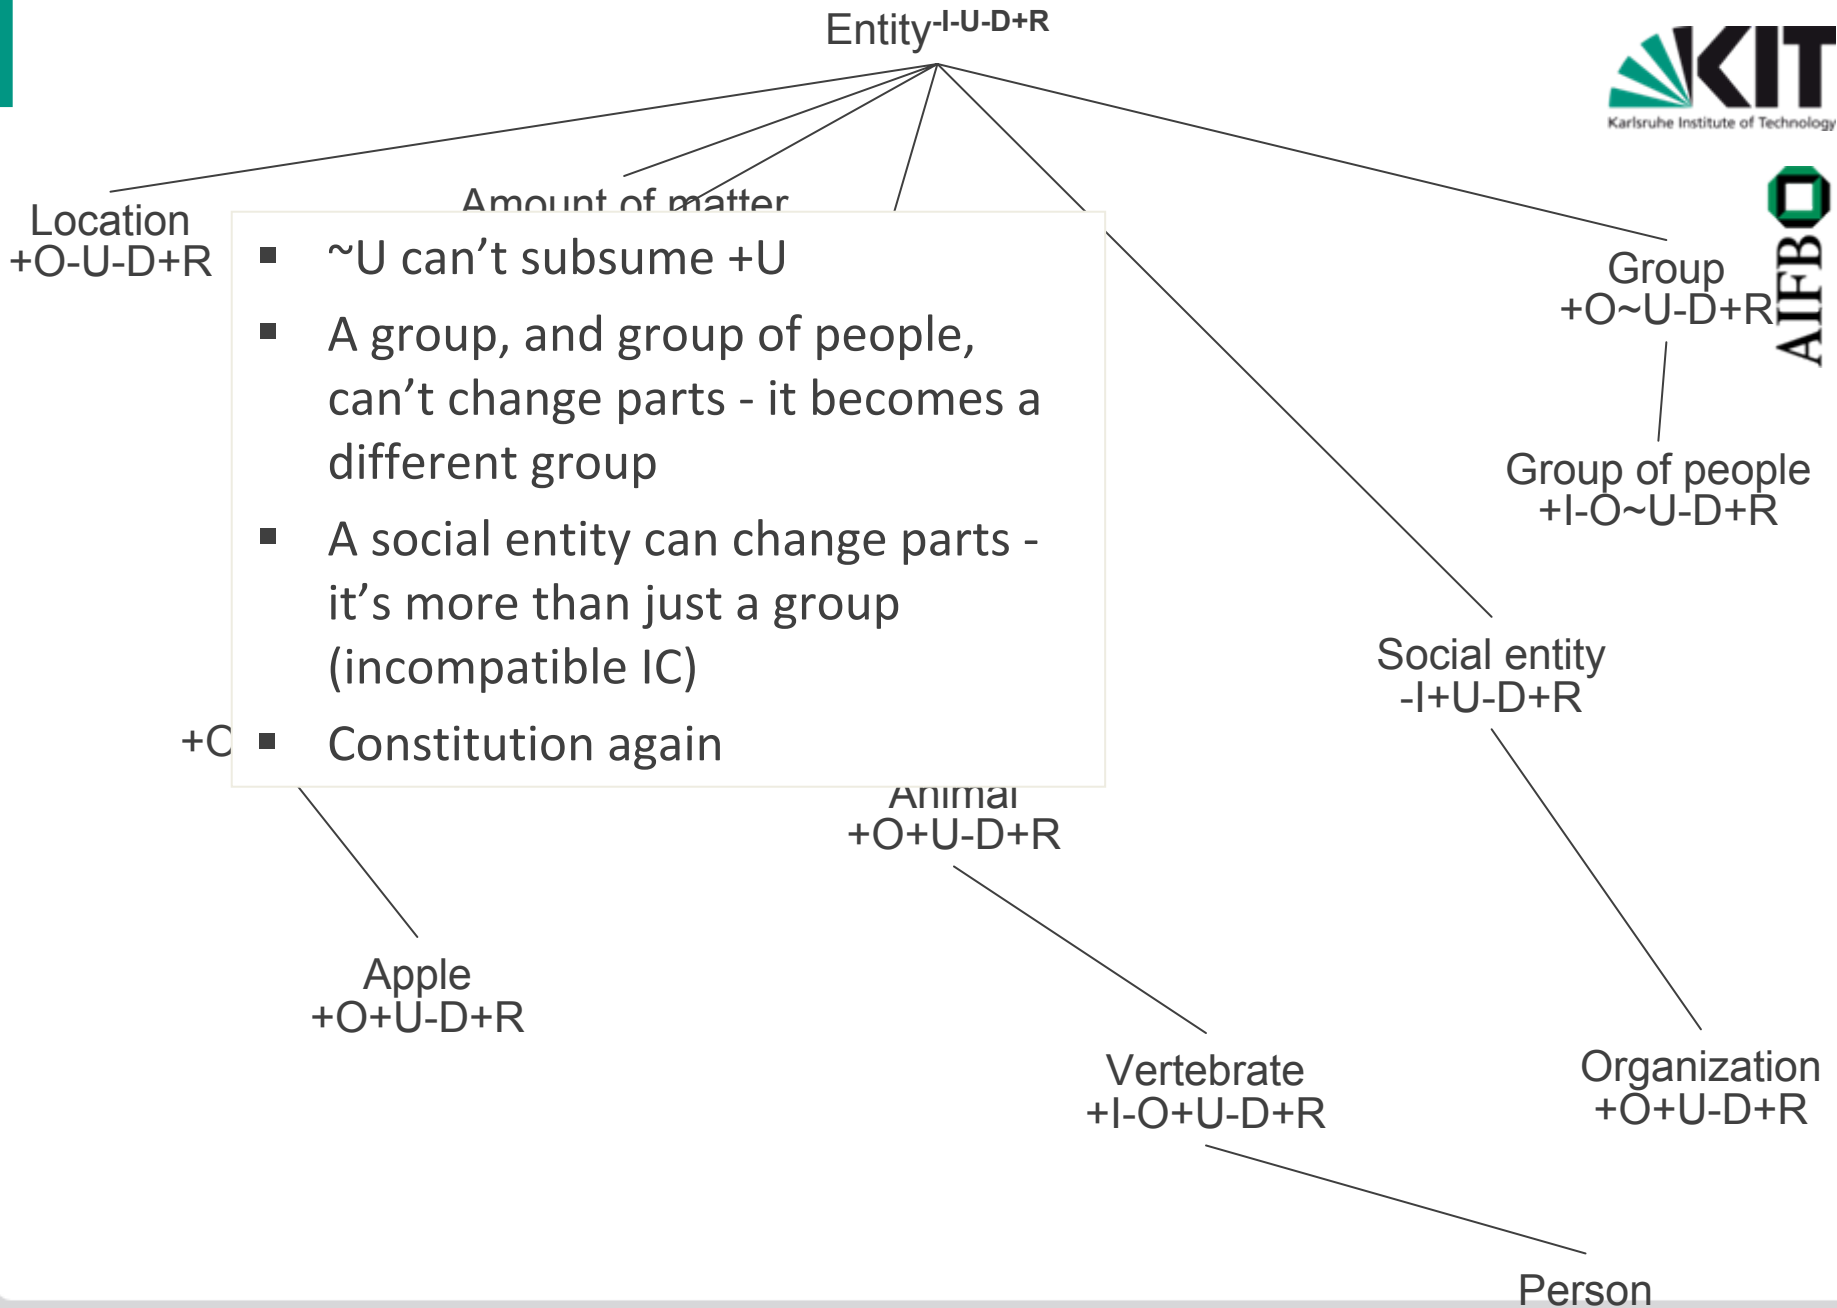 Entity-I-U-D+R
KIT
Karlsruhe Institute of Technology
AIFB
Location
+O-U-D+R
Amount of matter
Group
+O~U-D+R
Group of people
+I-O~U-D+R
▪ ~U can’t subsume +U
▪ A group, and group of people,
can’t change parts - it becomes a
different group
▪ A social entity can change parts -
it’s more than just a group
(incompatible IC)
▪ Constitution again
Social entity
-I+U-D+R
+O
Animal
+O+U-D+R
Apple
+O+U-D+R
Vertebrate
+I-O+U-D+R
Organization
+O+U-D+R
Person